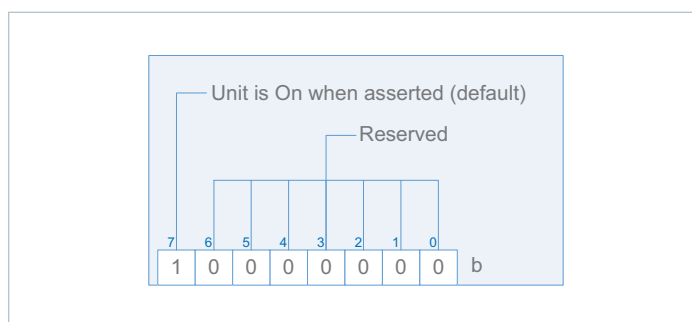 Unit is On when asserted (default)
Reserved
7 6 5 4 3 2 1 0
1 0 0 0 0 0 0 0 b